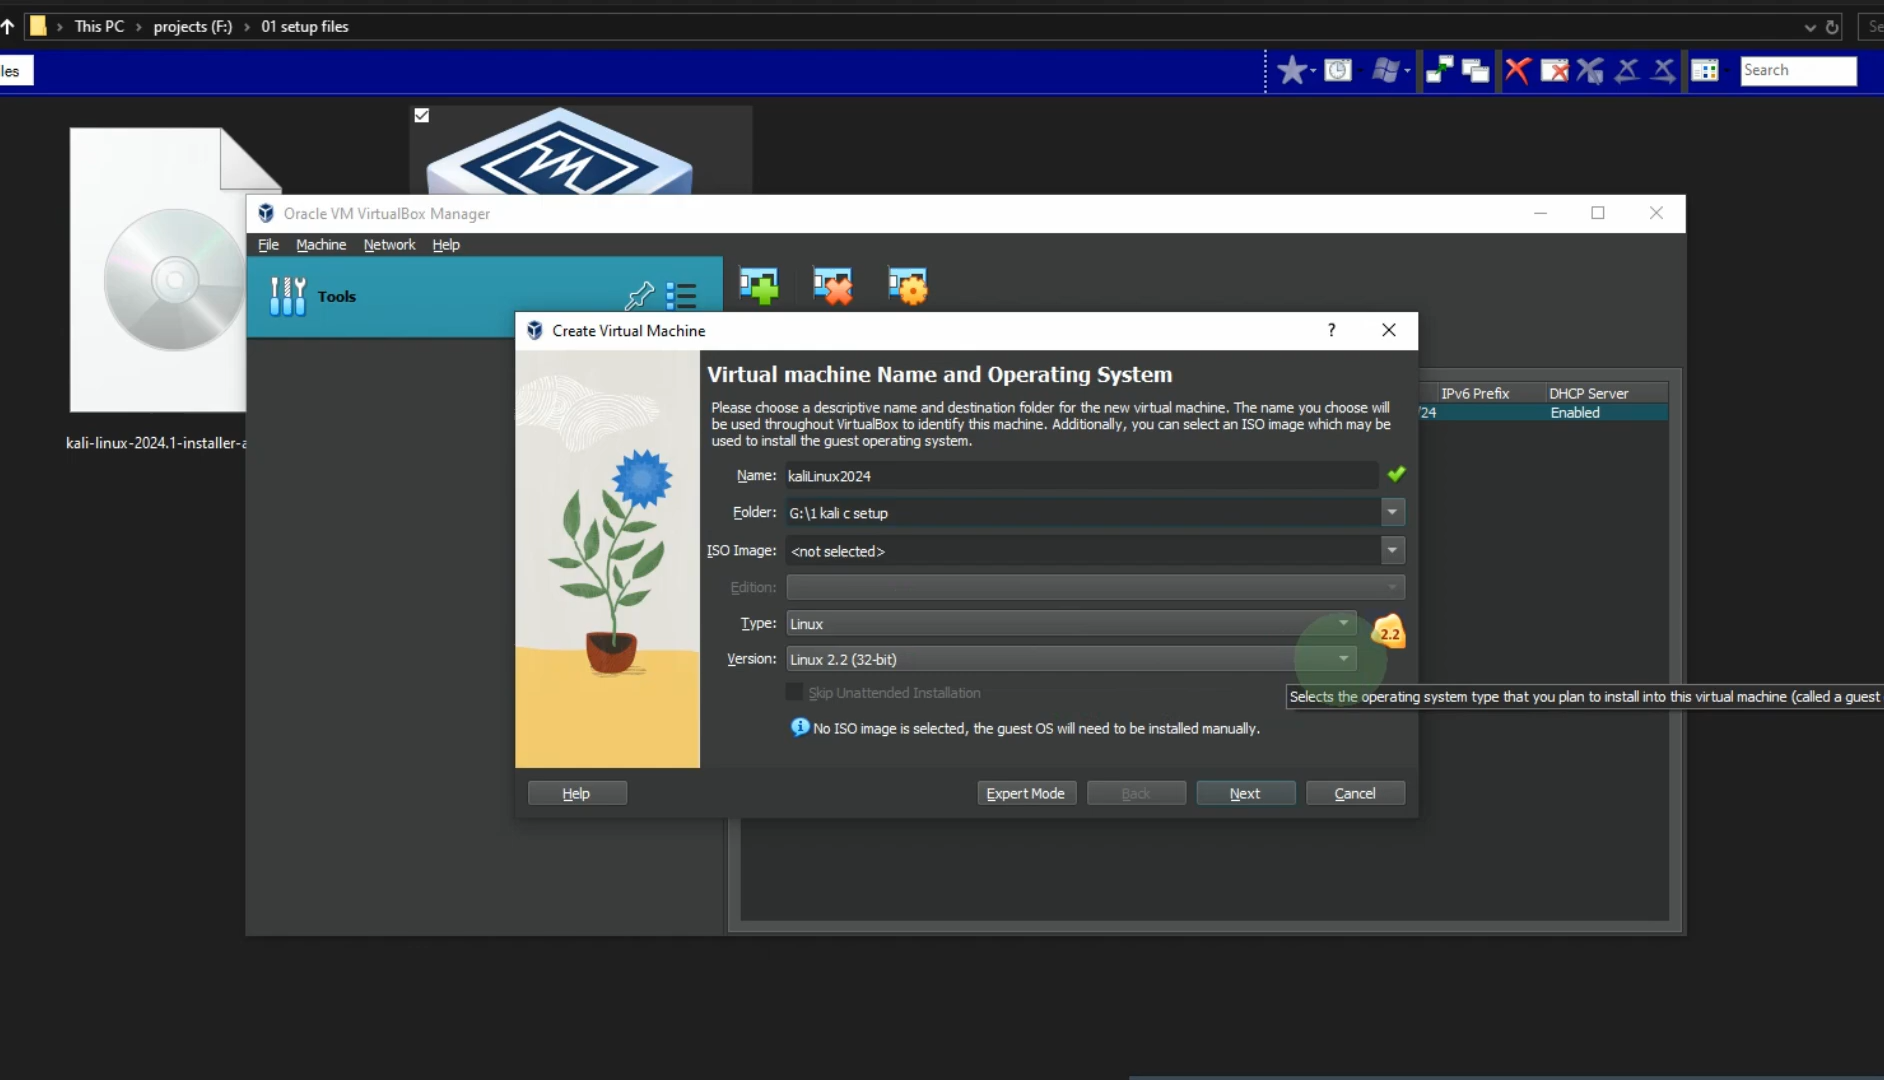 This PC > projects (F:) > 01 setup files
Se
les
Search
kali-linux-2024.1-installer-a
Oracle VM VirtualBox Manager
File Machine Network Help
Tools
Create Virtual Machine
?
Virtual machine Name and Operating System
Please choose a descriptive name and destination folder for the new virtual machine. The name you choose will
be used throughout VirtualBox to identify this machine. Additionally, you can select an ISO image which may be
used to install the guest operating system.
IPv6 Prefix DHCP Server
/24 Enabled
Name: kaliLinux2024
Folder: G:\1 kali c setup
ISO Image: <not selected>
Edition:
Type: Linux
2.2
Version: Linux 2.2 (32-bit)
Skip Unattended Installation
Selects the operating system type that you plan to install into this virtual machine (called a guest
No ISO image is selected, the guest OS will need to be installed manually.
Help Expert Mode Back Next Cancel